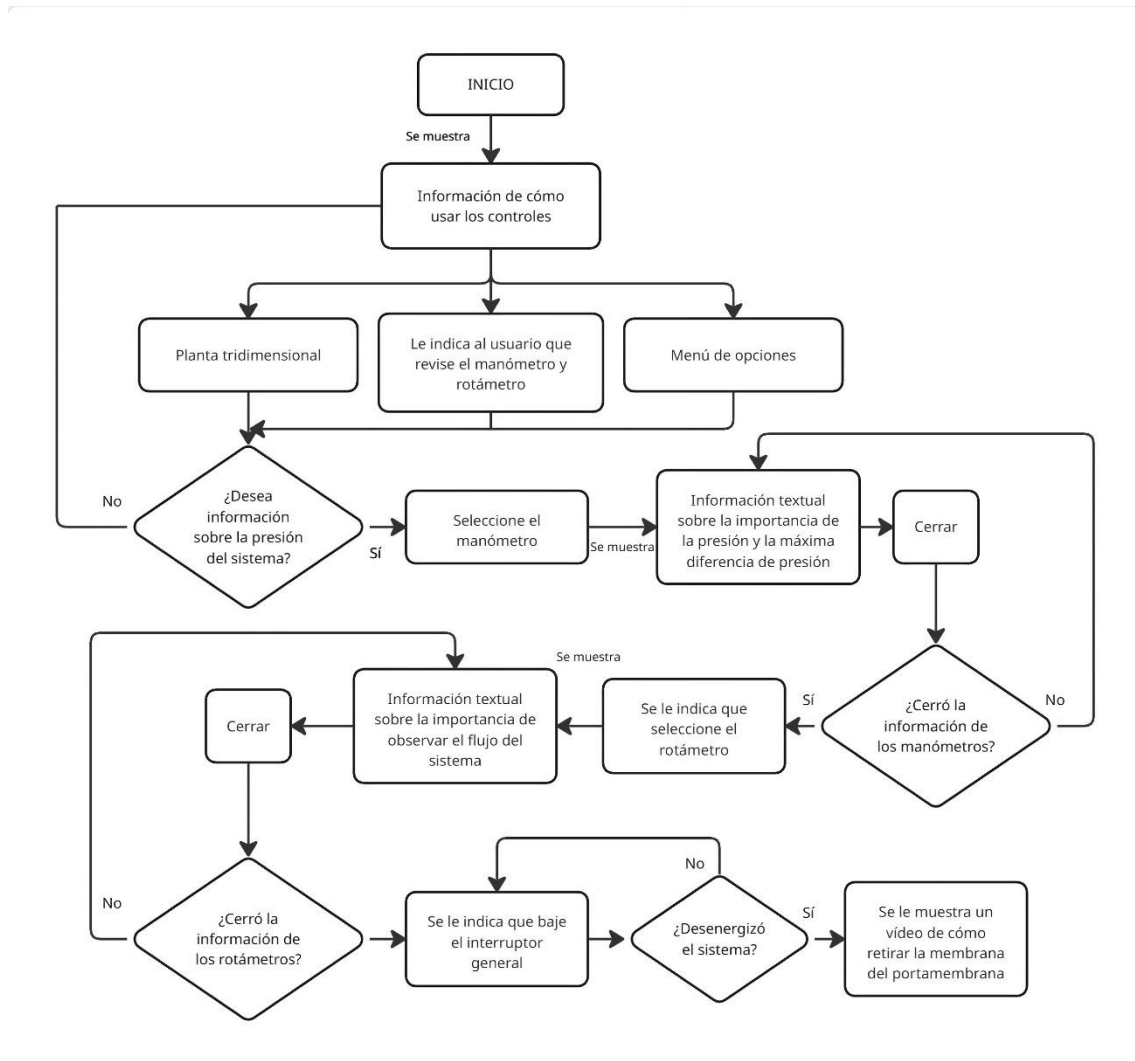 INICIO
Se muestra
Información de cómo
usar los controles
Planta tridimensional
Le indica al usuario que
revise el manómetro y
rotámetro
Menú de opciones
No
¿Desea
información
sobre la presión
del sistema?
Sí
Seleccione el
manómetro
Se muestra
Información textual
sobre la importancia de
la presión y la máxima
diferencia de presión
Cerrar
¿Cerró la
información de
los manómetros?
No
Sí
Se le indica que
seleccione el
rotámetro
Se muestra
Información textual
sobre la importancia de
observar el flujo del
sistema
Cerrar
No
¿Cerró la
información de
los rotámetros?
Se le indica que baje
el interruptor
general
No
¿Desenergizó
el sistema?
Sí
Se le muestra un
vídeo de cómo
retirar la membrana
del portamembrana